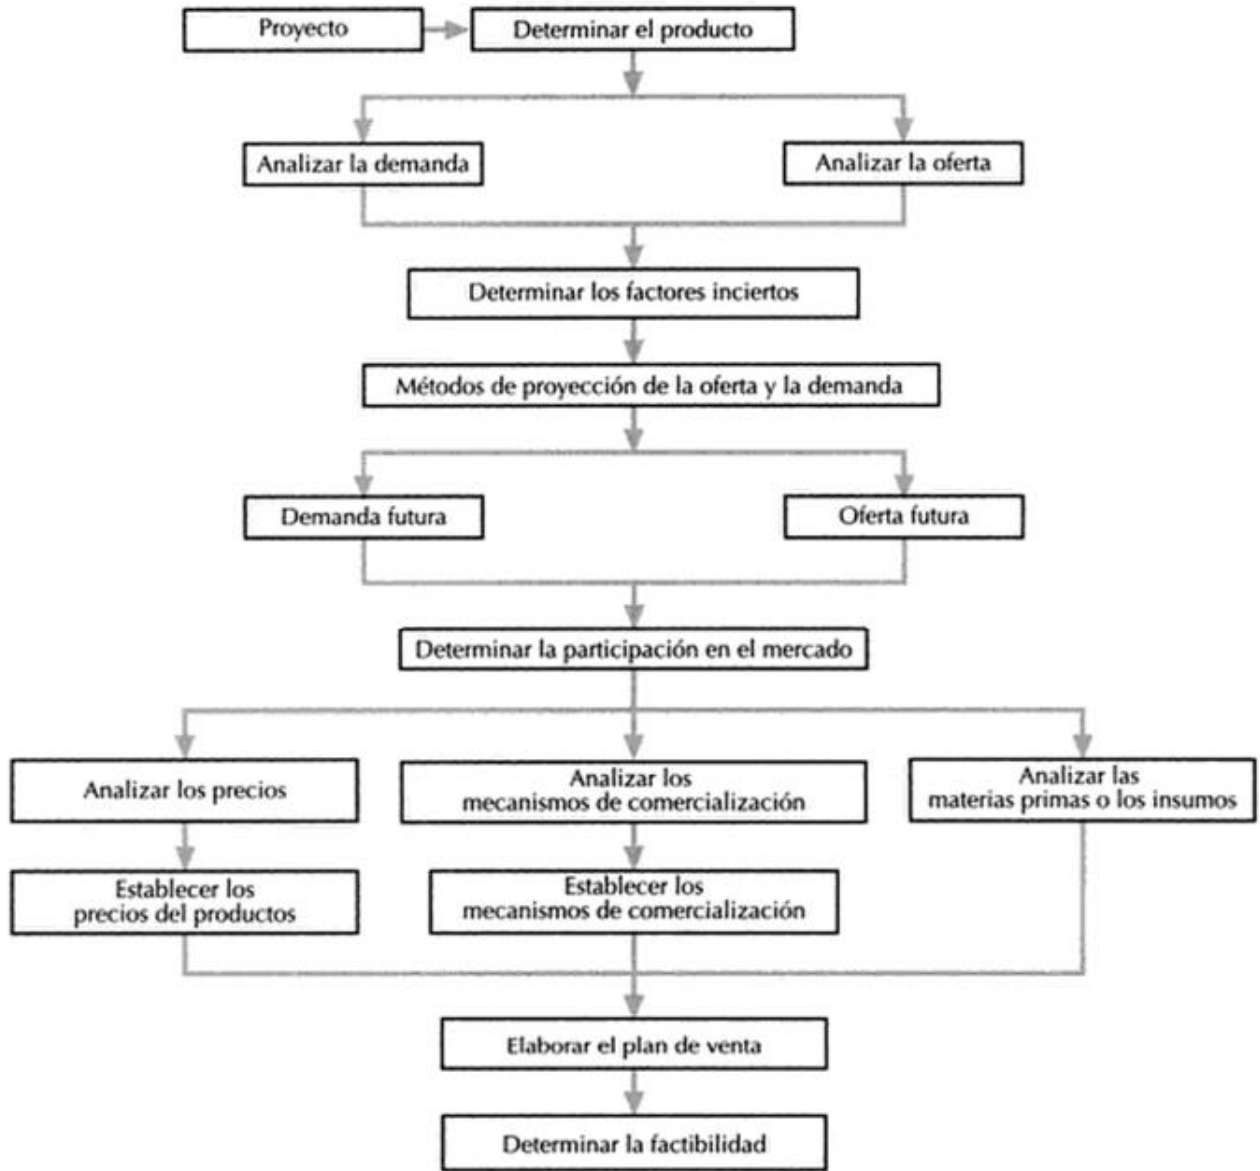 Proyecto
Determinar el producto
Analizar la demanda
Analizar la oferta
Determinar los factores inciertos
Métodos de proyección de la oferta y la demanda
Demanda futura
Oferta futura
Determinar la participación en el mercado
Analizar los precios
Analizar los
mecanismos de comercialización
Analizar las
materias primas o los insumos
Establecer los
precios del productos
Establecer los
mecanismos de comercialización
Elaborar el plan de venta
Determinar la factibilidad